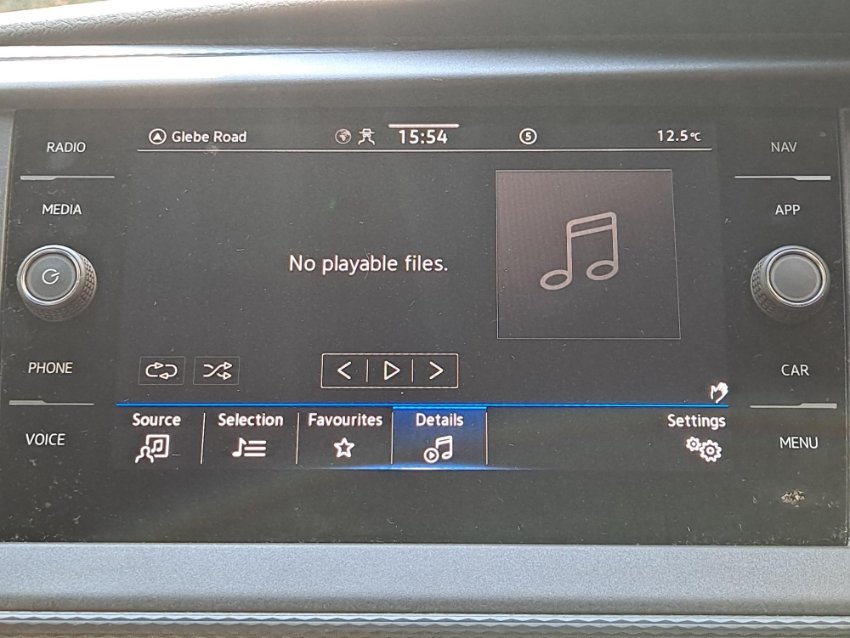 RADIO
Glebe Road
15:54
5
12.5°C
NAV
MEDIA
APP
No playable files.
PHONE
CAR
Source
Selection
Favourites
Details
Settings
VOICE
MENU